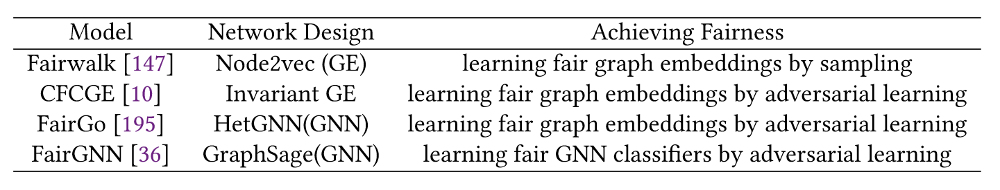 Model Network Design Achieving Fairness
Fairwalk [147] Node2vec (GE) learning fair graph embeddings by sampling
CFCGE [10] Invariant GE learning fair graph embeddings by adversarial learning
FairGo [195] HetGNN(GNN) learning fair graph embeddings by adversarial learning
FairGNN [36] GraphSage(GNN) learning fair GNN classifiers by adversarial learning